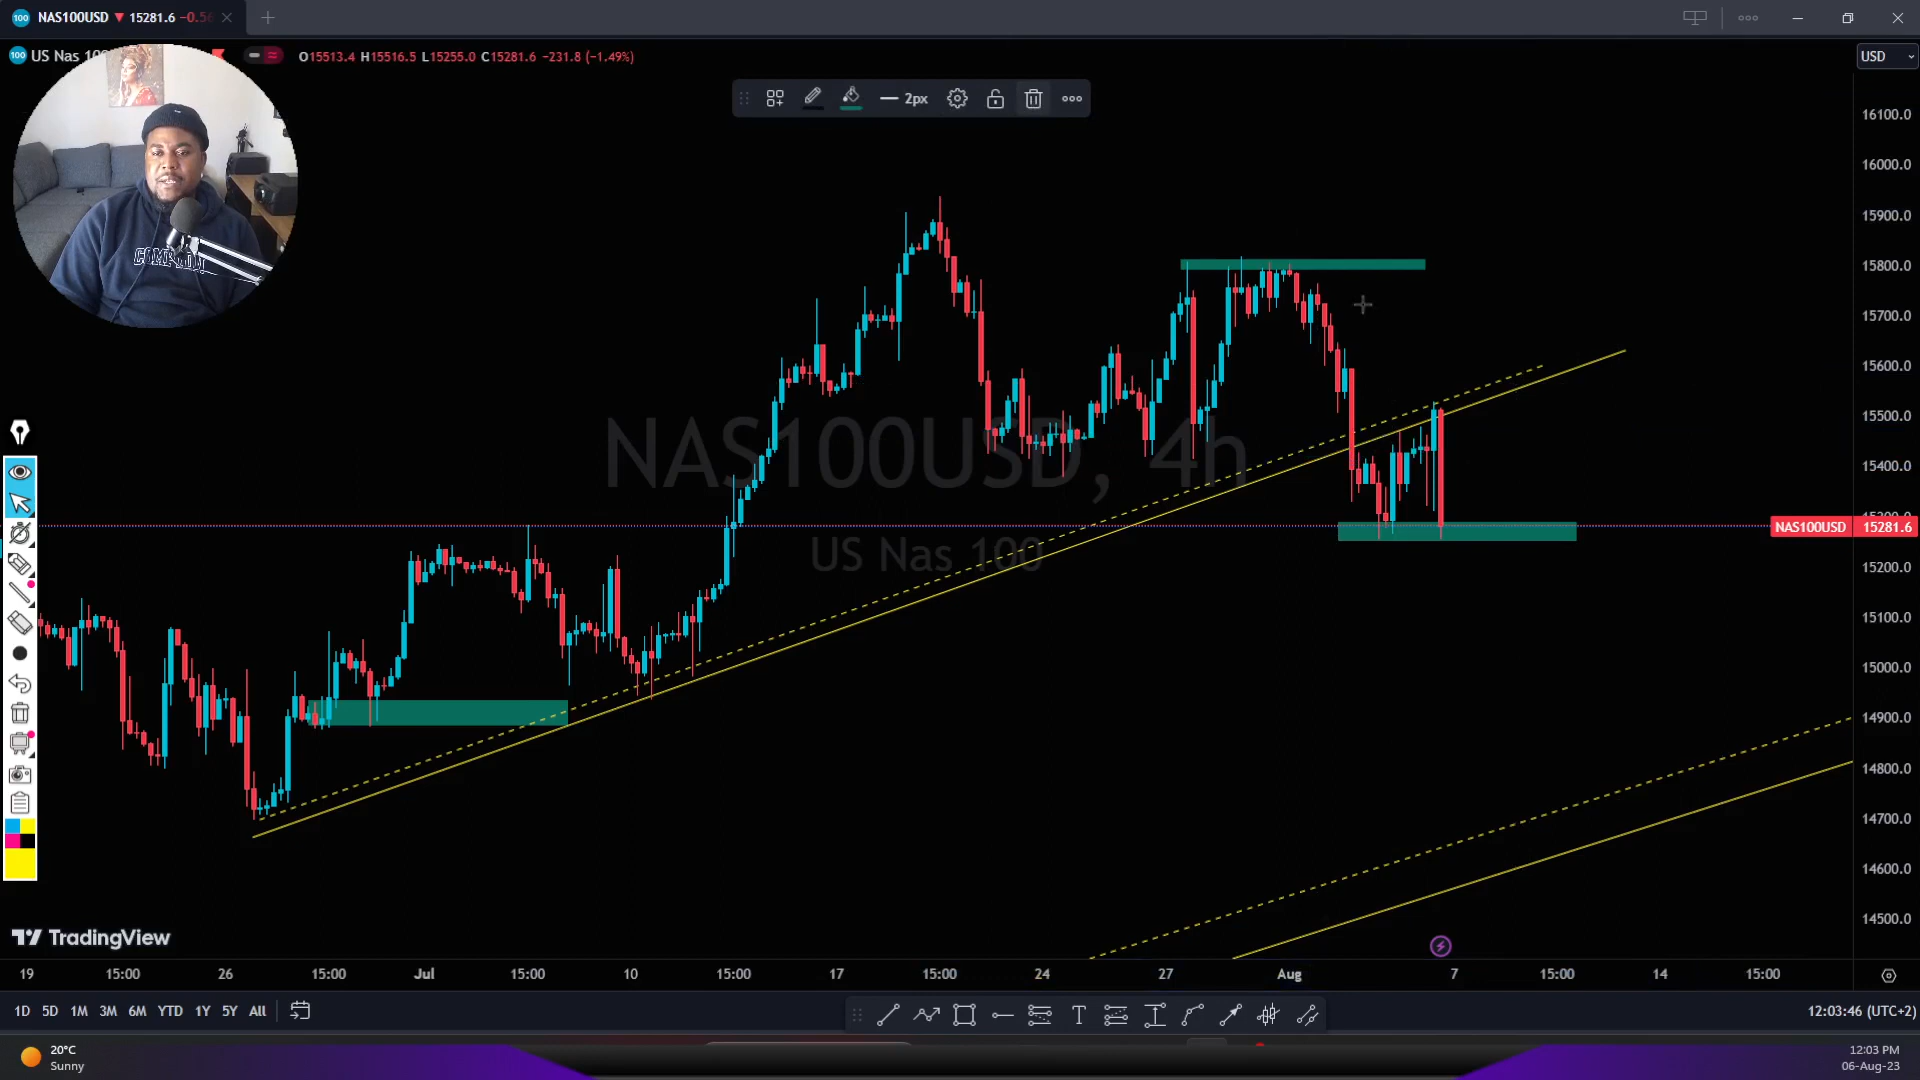 NAS100USD ▼ 15281.6 −0.5
100 US Nas 10 O15513.4 H15516.5 L15255.0 C15281.6 −231.8 (−1.49%)
USD
2px
16100.0
16000.0
15900.0
15800.0
15700.0
15600.0
15500.0
15400.0
15300.0
NAS100USD 15281.6
15200.0
15100.0
15000.0
14900.0
14800.0
14700.0
14600.0
14500.0
NAS100USD, 4h
US Nas 100
TradingView
19 15:00 26 15:00 Jul 15:00 10 15:00 17 15:00 24 27 Aug 7 15:00 14 15:00
1D 5D 1M 3M 6M YTD 1Y 5Y All
12:03:46 (UTC+2)
20°C
Sunny
12:03 PM
06-Aug-23